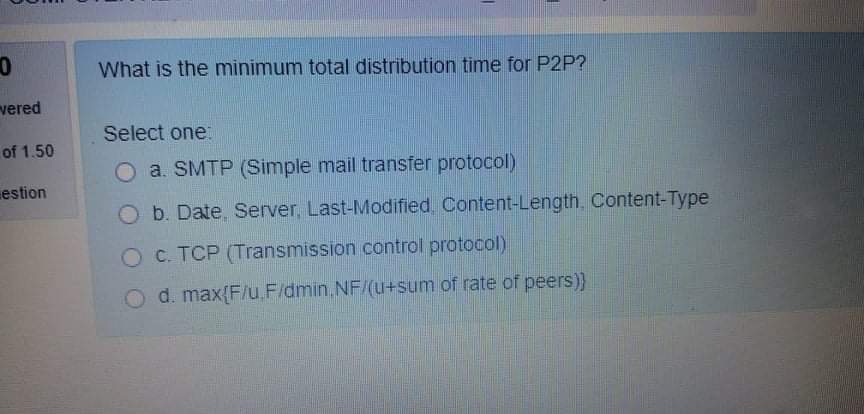 What is the minimum total distribution time for P2P?
wered
Select one:
of 1.50
a. SMTP (Simple mail transfer protocol)
estion
b. Date, Server, Last-Modified, Content-Length, Content-Type
c. TCP (Transmission control protocol)
d. max{F/u,F/dmin,NF/(u+sum of rate of peers)}